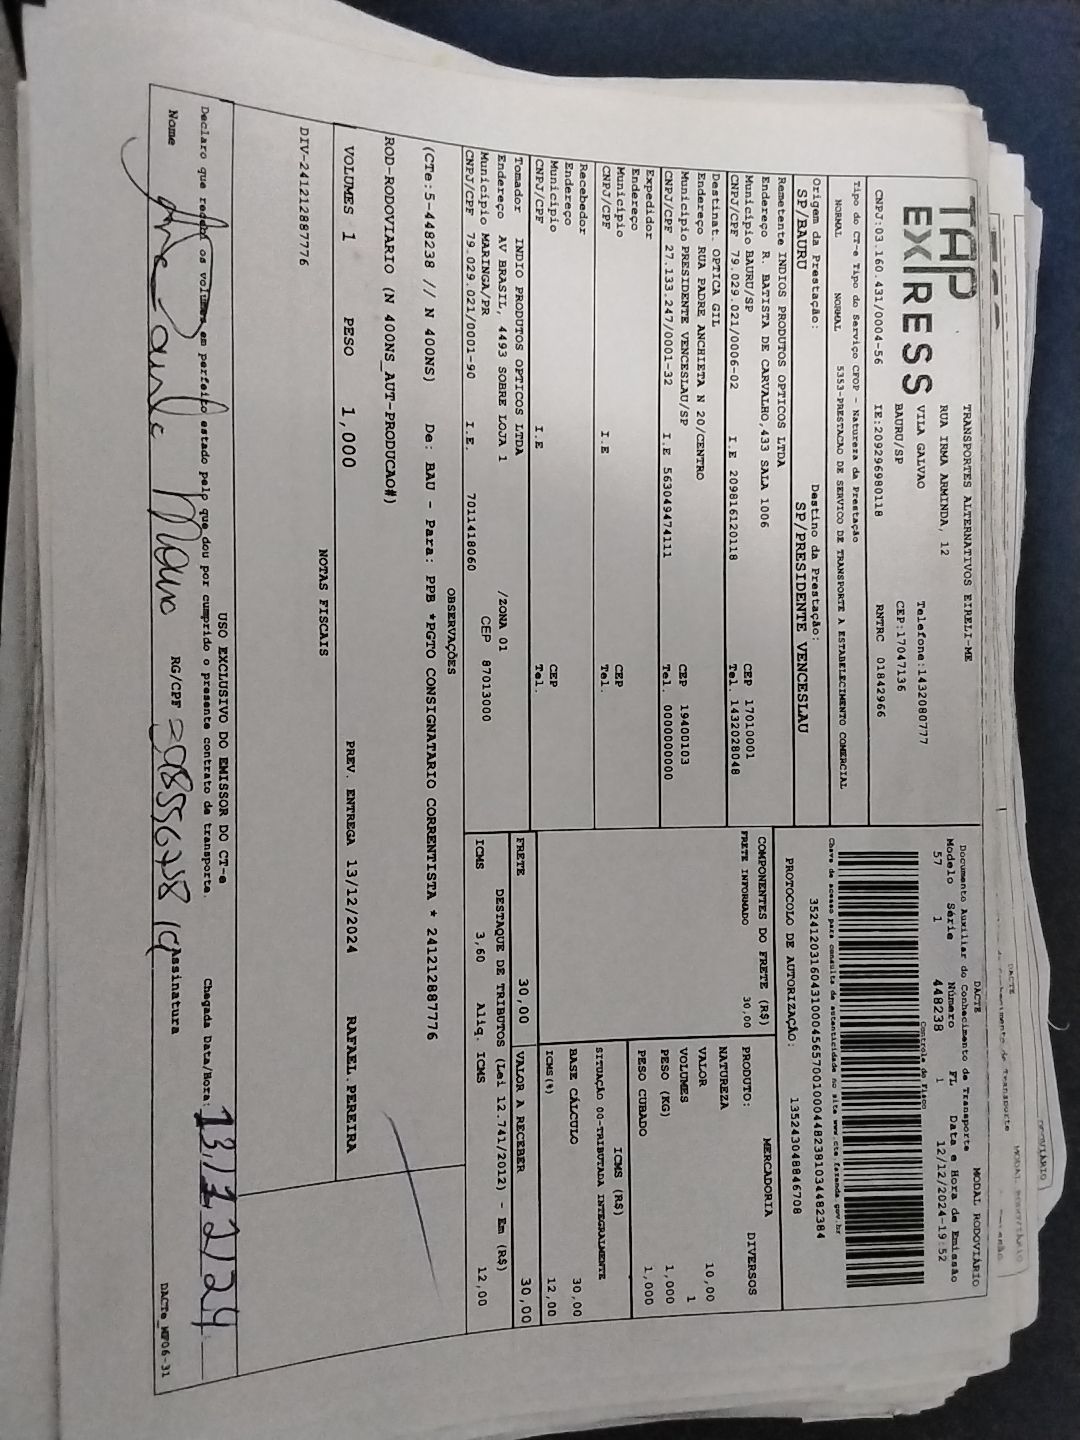 TAP
EXPRESS
TRANSPORTES ALTERNATIVOS EIRELI-ME
RUA IRMA ARMINDA, 12
VILA GALVAO
BAURU/SP
Telefone:1432080777
CEP:17047136
CNPJ:03.160.431/0004-56 IE:209296980118 RNTRC 01842966
DACTE MODAL RODOVIÁRIO
Documento Auxiliar do Conhecimento de Transporte
Modelo Série Número FL Data e Hora de Emissão
57 1 448238 1 12/12/2024-19:52
Controle do Fisco
Chave de acesso para consulta de autenticidade no site www.cte.fazenda.gov.br
35241203160431000456570010004482381034482384
PROTOCOLO DE AUTORIZAÇÃO: 135243048846708
Tipo do CT-e Tipo do Serviço CFOP - Natureza da Prestação
NORMAL NORMAL 5353-PRESTACAO DE SERVICO DE TRANSPORTE A ESTABELECIMENTO COMERCIAL
Origem da Prestação: Destino da Prestação:
SP/BAURU SP/PRESIDENTE VENCESLAU
Remetente INDIOS PRODUTOS OPTICOS LTDA
Endereço R. BATISTA DE CARVALHO,433 SALA 1006
Município BAURU/SP CEP 17010001
CNPJ/CPF 79.029.021/0006-02 I.E 209816120118 Tel. 1432028048
Destinat. OPTICA GIL
Endereço RUA PADRE ANCHIETA N 20/CENTRO
Município PRESIDENTE VENCESLAU/SP CEP 19400103
CNPJ/CPF 27.133.247/0001-32 I.E 563049474111 Tel. 00000000000
Expedidor
Endereço
Município CEP
CNPJ/CPF I.E Tel.
Recebedor
Endereço
Município CEP
CNPJ/CPF I.E Tel.
Tomador INDIO PRODUTOS OPTICOS LTDA
Endereço AV BRASIL, 4493 SOBRE LOJA 1 /ZONA 01
Município MARINGA/PR CEP 87013000
CNPJ/CPF 79.029.021/0001-90 I.E. 7011418060
COMPONENTES DO FRETE (R$)
FRETE INFORMADO 30,00
PRODUTO: MERCADORIA DIVERSOS
NATUREZA
VALOR 10,00
VOLUMES 1
PESO (KG) 1,000
PESO CUBADO 1,000
ICMS (R$)
SITUAÇÃO 00-TRIBUTADA INTEGRALMENTE
BASE CÁLCULO 30,00
ICMS(%) 12,00
FRETE 30,00 VALOR A RECEBER 30,00
DESTAQUE DE TRIBUTOS (Lei 12.741/2012) - Em (R$)
ICMS 3,60 Aliq. ICMS 12,00
OBSERVAÇÕES
(CTe:5-448238 // N 400NS) De: BAU - Para: PPB *PGTO CONSIGNATARIO CORRENTISTA * 241212887776
ROD-RODOVIARIO (N 400NS_AUT-PRODUCAO#)
VOLUMES 1 PESO 1,000 PREV. ENTREGA 13/12/2024 RAFAEL.PEREIRA
NOTAS FISCAIS
DIV-241212887776
USO EXCLUSIVO DO EMISSOR DO CT-e
Declaro que recebi os volumes em perfeito estado pelo que dou por cumprido o presente contrato de transporte. Chegada Data/Hora: 13/12/24
Nome RG/CPF Assinatura DACTe_MF06-31